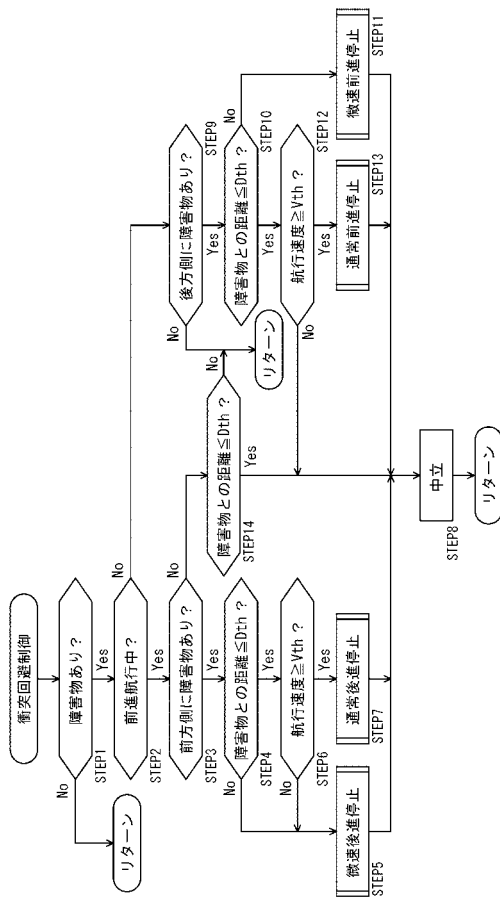 衝突回避制御
障害物あり?
STEP1
No
Yes
リターン
前進航行中?
STEP2
No
Yes
前方側に障害物あり?
STEP3
No
Yes
障害物との距離≦Dth?
STEP4
No
Yes
微速後進停止
STEP5
航行速度≧Vth?
STEP6
No
Yes
通常後進停止
STEP7
中立
STEP8
リターン
後方側に障害物あり?
STEP9
No
Yes
障害物との距離≦Dth?
STEP10
No
Yes
微速前進停止
STEP11
航行速度≧Vth?
STEP12
No
Yes
通常前進停止
STEP13
障害物との距離≦Dth?
STEP14
No
Yes
リターン